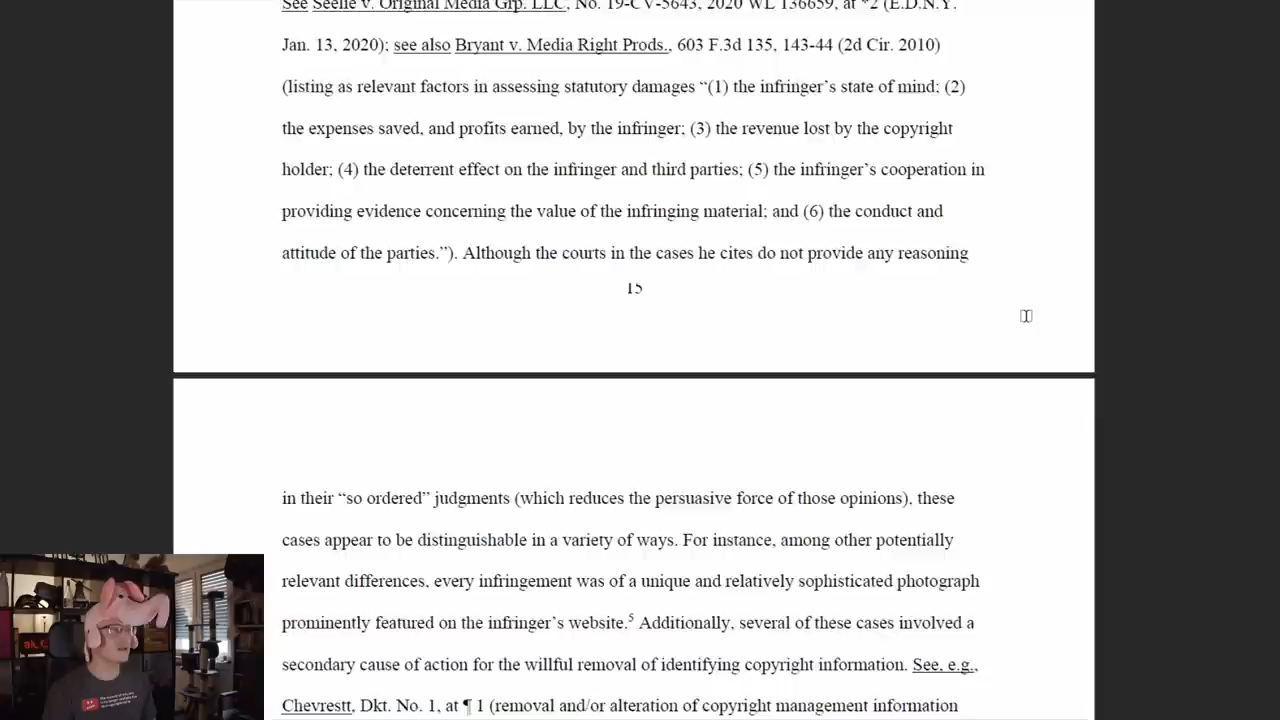 See Seelie v. Original Media Grp. LLC, No. 19-CV-5643, 2020 WL 136659, at *2 (E.D.N.Y.
Jan. 13, 2020); see also Bryant v. Media Right Prods., 603 F.3d 135, 143-44 (2d Cir. 2010)
(listing as relevant factors in assessing statutory damages “(1) the infringer’s state of mind; (2)
the expenses saved, and profits earned, by the infringer; (3) the revenue lost by the copyright
holder; (4) the deterrent effect on the infringer and third parties; (5) the infringer’s cooperation in
providing evidence concerning the value of the infringing material; and (6) the conduct and
attitude of the parties.”). Although the courts in the cases he cites do not provide any reasoning
15
in their “so ordered” judgments (which reduces the persuasive force of those opinions), these
cases appear to be distinguishable in a variety of ways. For instance, among other potentially
relevant differences, every infringement was of a unique and relatively sophisticated photograph
prominently featured on the infringer’s website.5 Additionally, several of these cases involved a
secondary cause of action for the willful removal of identifying copyright information. See, e.g.,
Chevrestt, Dkt. No. 1, at ¶ 1 (removal and/or alteration of copyright management information